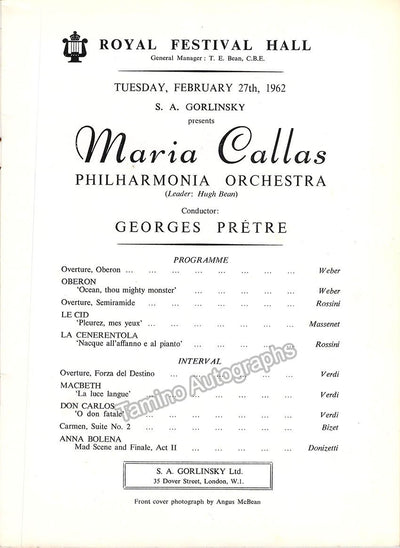 ROYAL FESTIVAL HALL
General Manager : T. E. Bean, C.B.E.
TUESDAY, FEBRUARY 27th, 1962
S. A. GORLINSKY
presents
Maria Callas
PHILHARMONIA ORCHESTRA
(Leader: Hugh Bean)
Conductor:
GEORGES PRÊTRE
PROGRAMME
Overture, Oberon ... ... ... ... ... ... ... Weber
OBERON
'Ocean, thou mighty monster' ... ... ... ... ... Weber
Overture, Semiramide ... ... ... ... ... ... Rossini
LE CID
'Pleurez, mes yeux' ... ... ... ... ... ... Massenet
LA CENERENTOLA
'Nacque all'affanno e al pianto' ... ... ... ... ... Rossini
INTERVAL
Overture, Forza del Destino ... ... ... ... ... Verdi
MACBETH
'La luce langue' ... ... ... ... ... ... Verdi
DON CARLOS
'O don fatale' ... ... ... ... ... ... Verdi
Carmen, Suite No. 2 ... ... ... ... ... ... Bizet
ANNA BOLENA
Mad Scene and Finale, Act II ... ... ... ... Donizetti
S. A. GORLINSKY Ltd.
35 Dover Street, London, W.1.
Front cover photograph by Angus McBean
Tamino Autographs